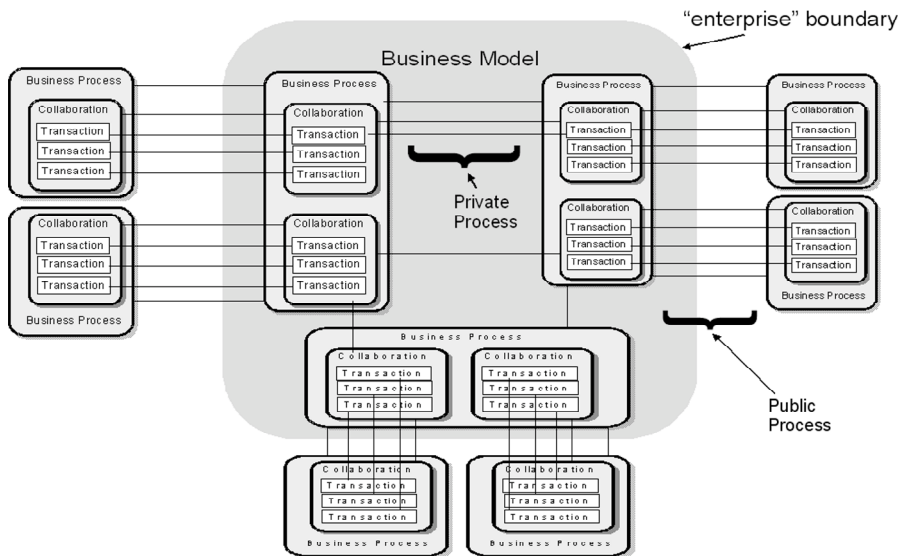 “enterprise” boundary
Business Model
Business Process
Collaboration
Transaction
Transaction
Transaction
Business Process
Collaboration
Transaction
Transaction
Transaction
Collaboration
Transaction
Transaction
Transaction
Business Process
Collaboration
Transaction
Transaction
Transaction
Collaboration
Transaction
Transaction
Transaction
Business Process
Collaboration
Transaction
Transaction
Transaction
Private
Process
Collaboration
Transaction
Transaction
Transaction
Business Process
Collaboration
Transaction
Transaction
Transaction
Business Process
Business Process
Collaboration
Transaction
Transaction
Transaction
Collaboration
Transaction
Transaction
Transaction
Public
Process
Collaboration
Transaction
Transaction
Transaction
Business Process
Collaboration
Transaction
Transaction
Transaction
Business Process